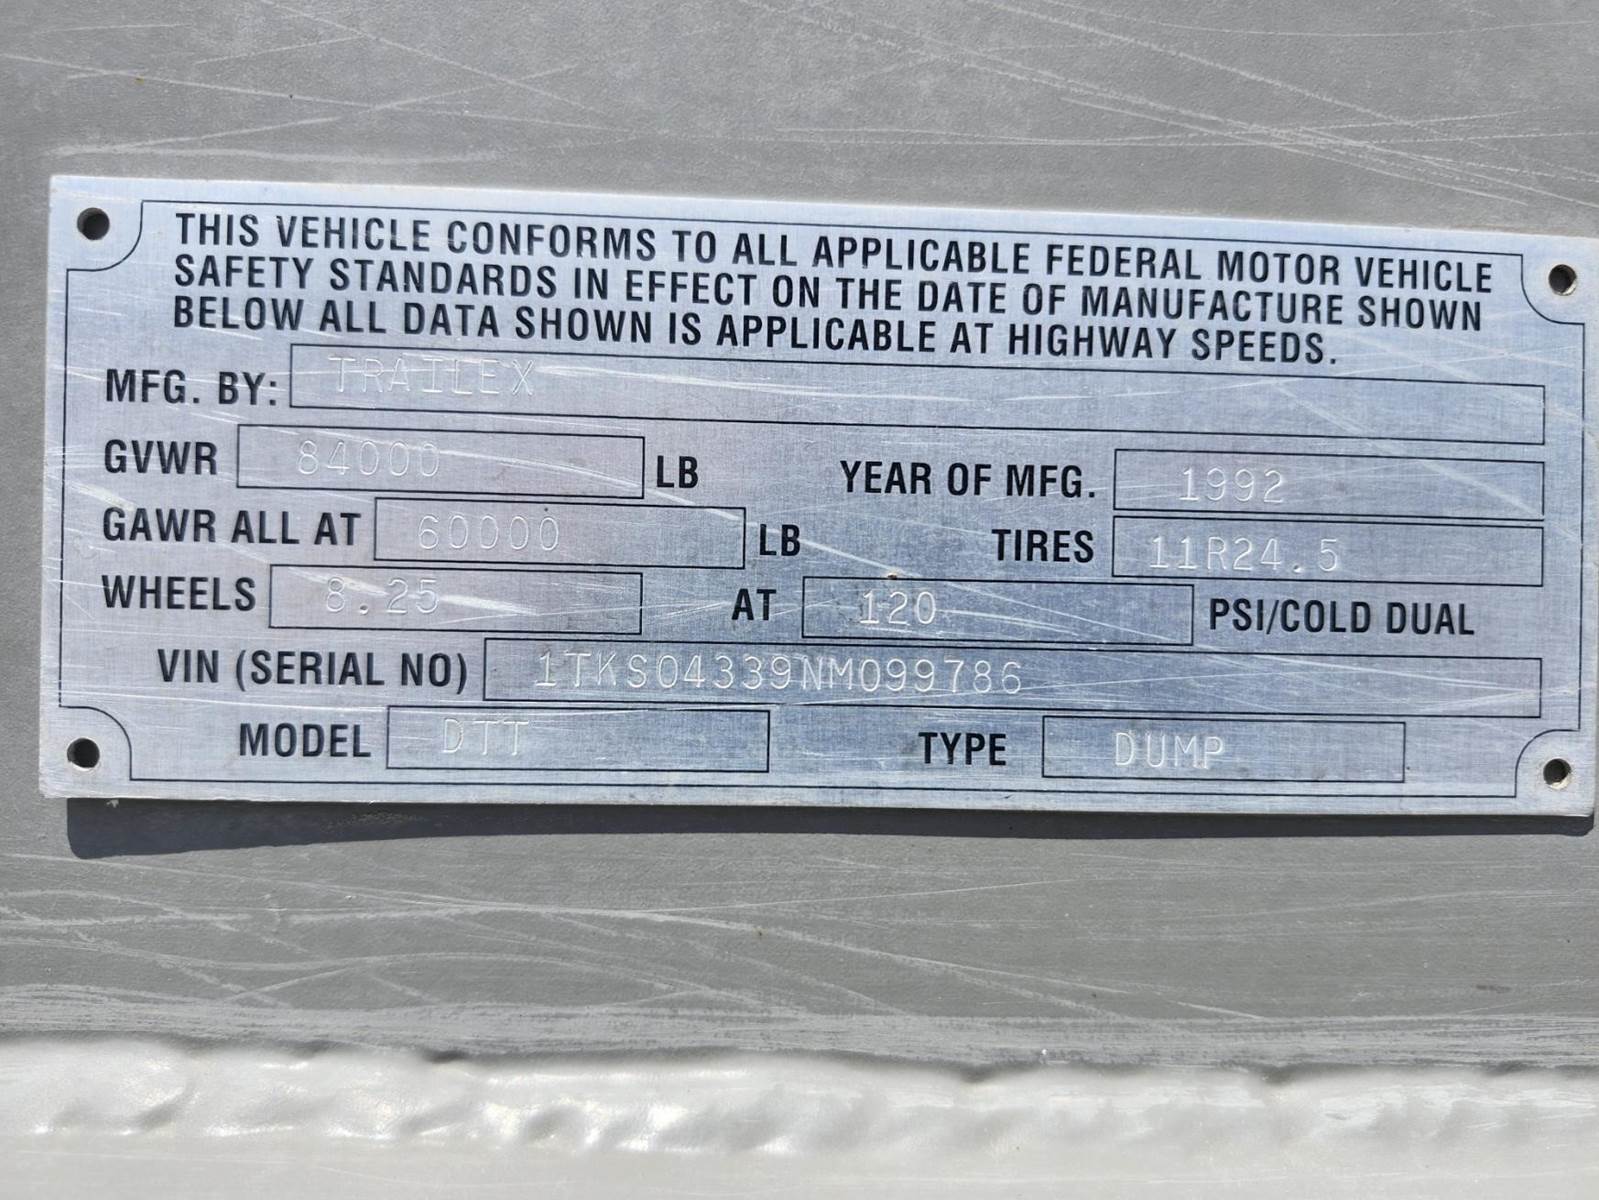 THIS VEHICLE CONFORMS TO ALL APPLICABLE FEDERAL MOTOR VEHICLE
SAFETY STANDARDS IN EFFECT ON THE DATE OF MANUFACTURE SHOWN
BELOW ALL DATA SHOWN IS APPLICABLE AT HIGHWAY SPEEDS.
MFG. BY: TRAILEX
GVWR 84000 LB YEAR OF MFG. 1992
GAWR ALL AT 60000 LB TIRES 11R24.5
WHEELS 8.25 AT 120 PSI/COLD DUAL
VIN (SERIAL NO) 1TKS04339NM099786
MODEL DTT TYPE DUMP